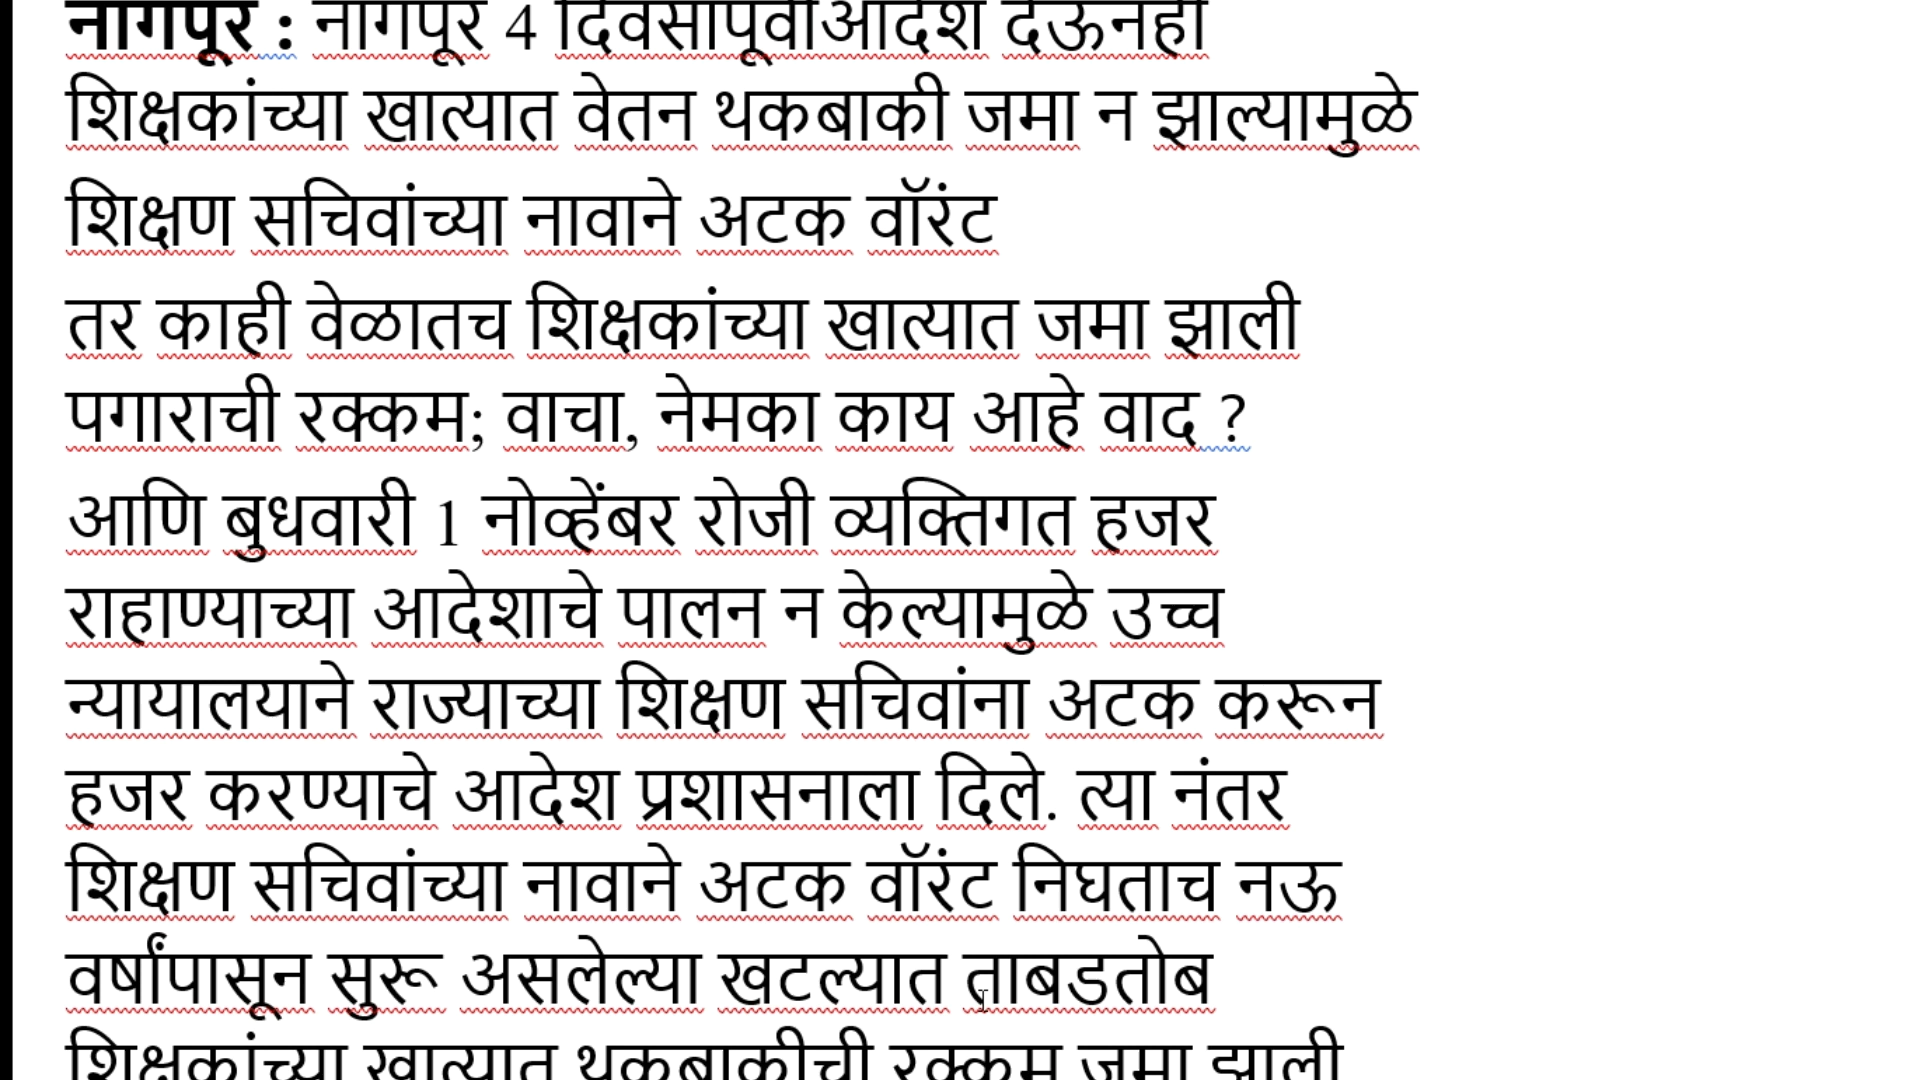 नागपूर : नागपूर 4 दिवसापूर्वीआदेश देऊनही
शिक्षकांच्या खात्यात वेतन थकबाकी जमा न झाल्यामुळे
शिक्षण सचिवांच्या नावाने अटक वॉरंट
तर काही वेळातच शिक्षकांच्या खात्यात जमा झाली
पगाराची रक्कम; वाचा, नेमका काय आहे वाद ?
आणि बुधवारी 1 नोव्हेंबर रोजी व्यक्तिगत हजर
राहाण्याच्या आदेशाचे पालन न केल्यामुळे उच्च
न्यायालयाने राज्याच्या शिक्षण सचिवांना अटक करून
हजर करण्याचे आदेश प्रशासनाला दिले. त्या नंतर
शिक्षण सचिवांच्या नावाने अटक वॉरंट निघताच नऊ
वर्षांपासून सुरू असलेल्या खटल्यात ताबडतोब
शिक्षकांच्या खात्यात थकबाकीची रक्कम जमा झाली